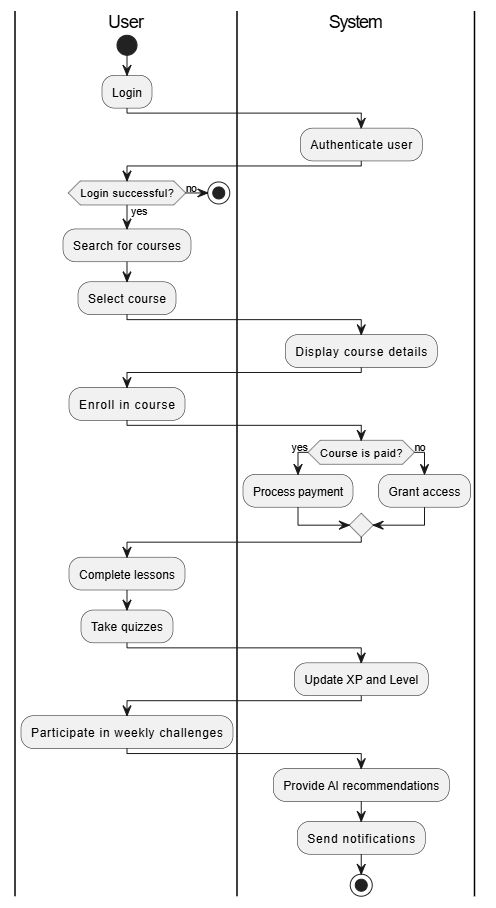 User
System
Login
Authenticate user
Login successful?
no
yes
Search for courses
Select course
Display course details
Enroll in course
yes
Course is paid?
no
Process payment
Grant access
Complete lessons
Take quizzes
Update XP and Level
Participate in weekly challenges
Provide AI recommendations
Send notifications